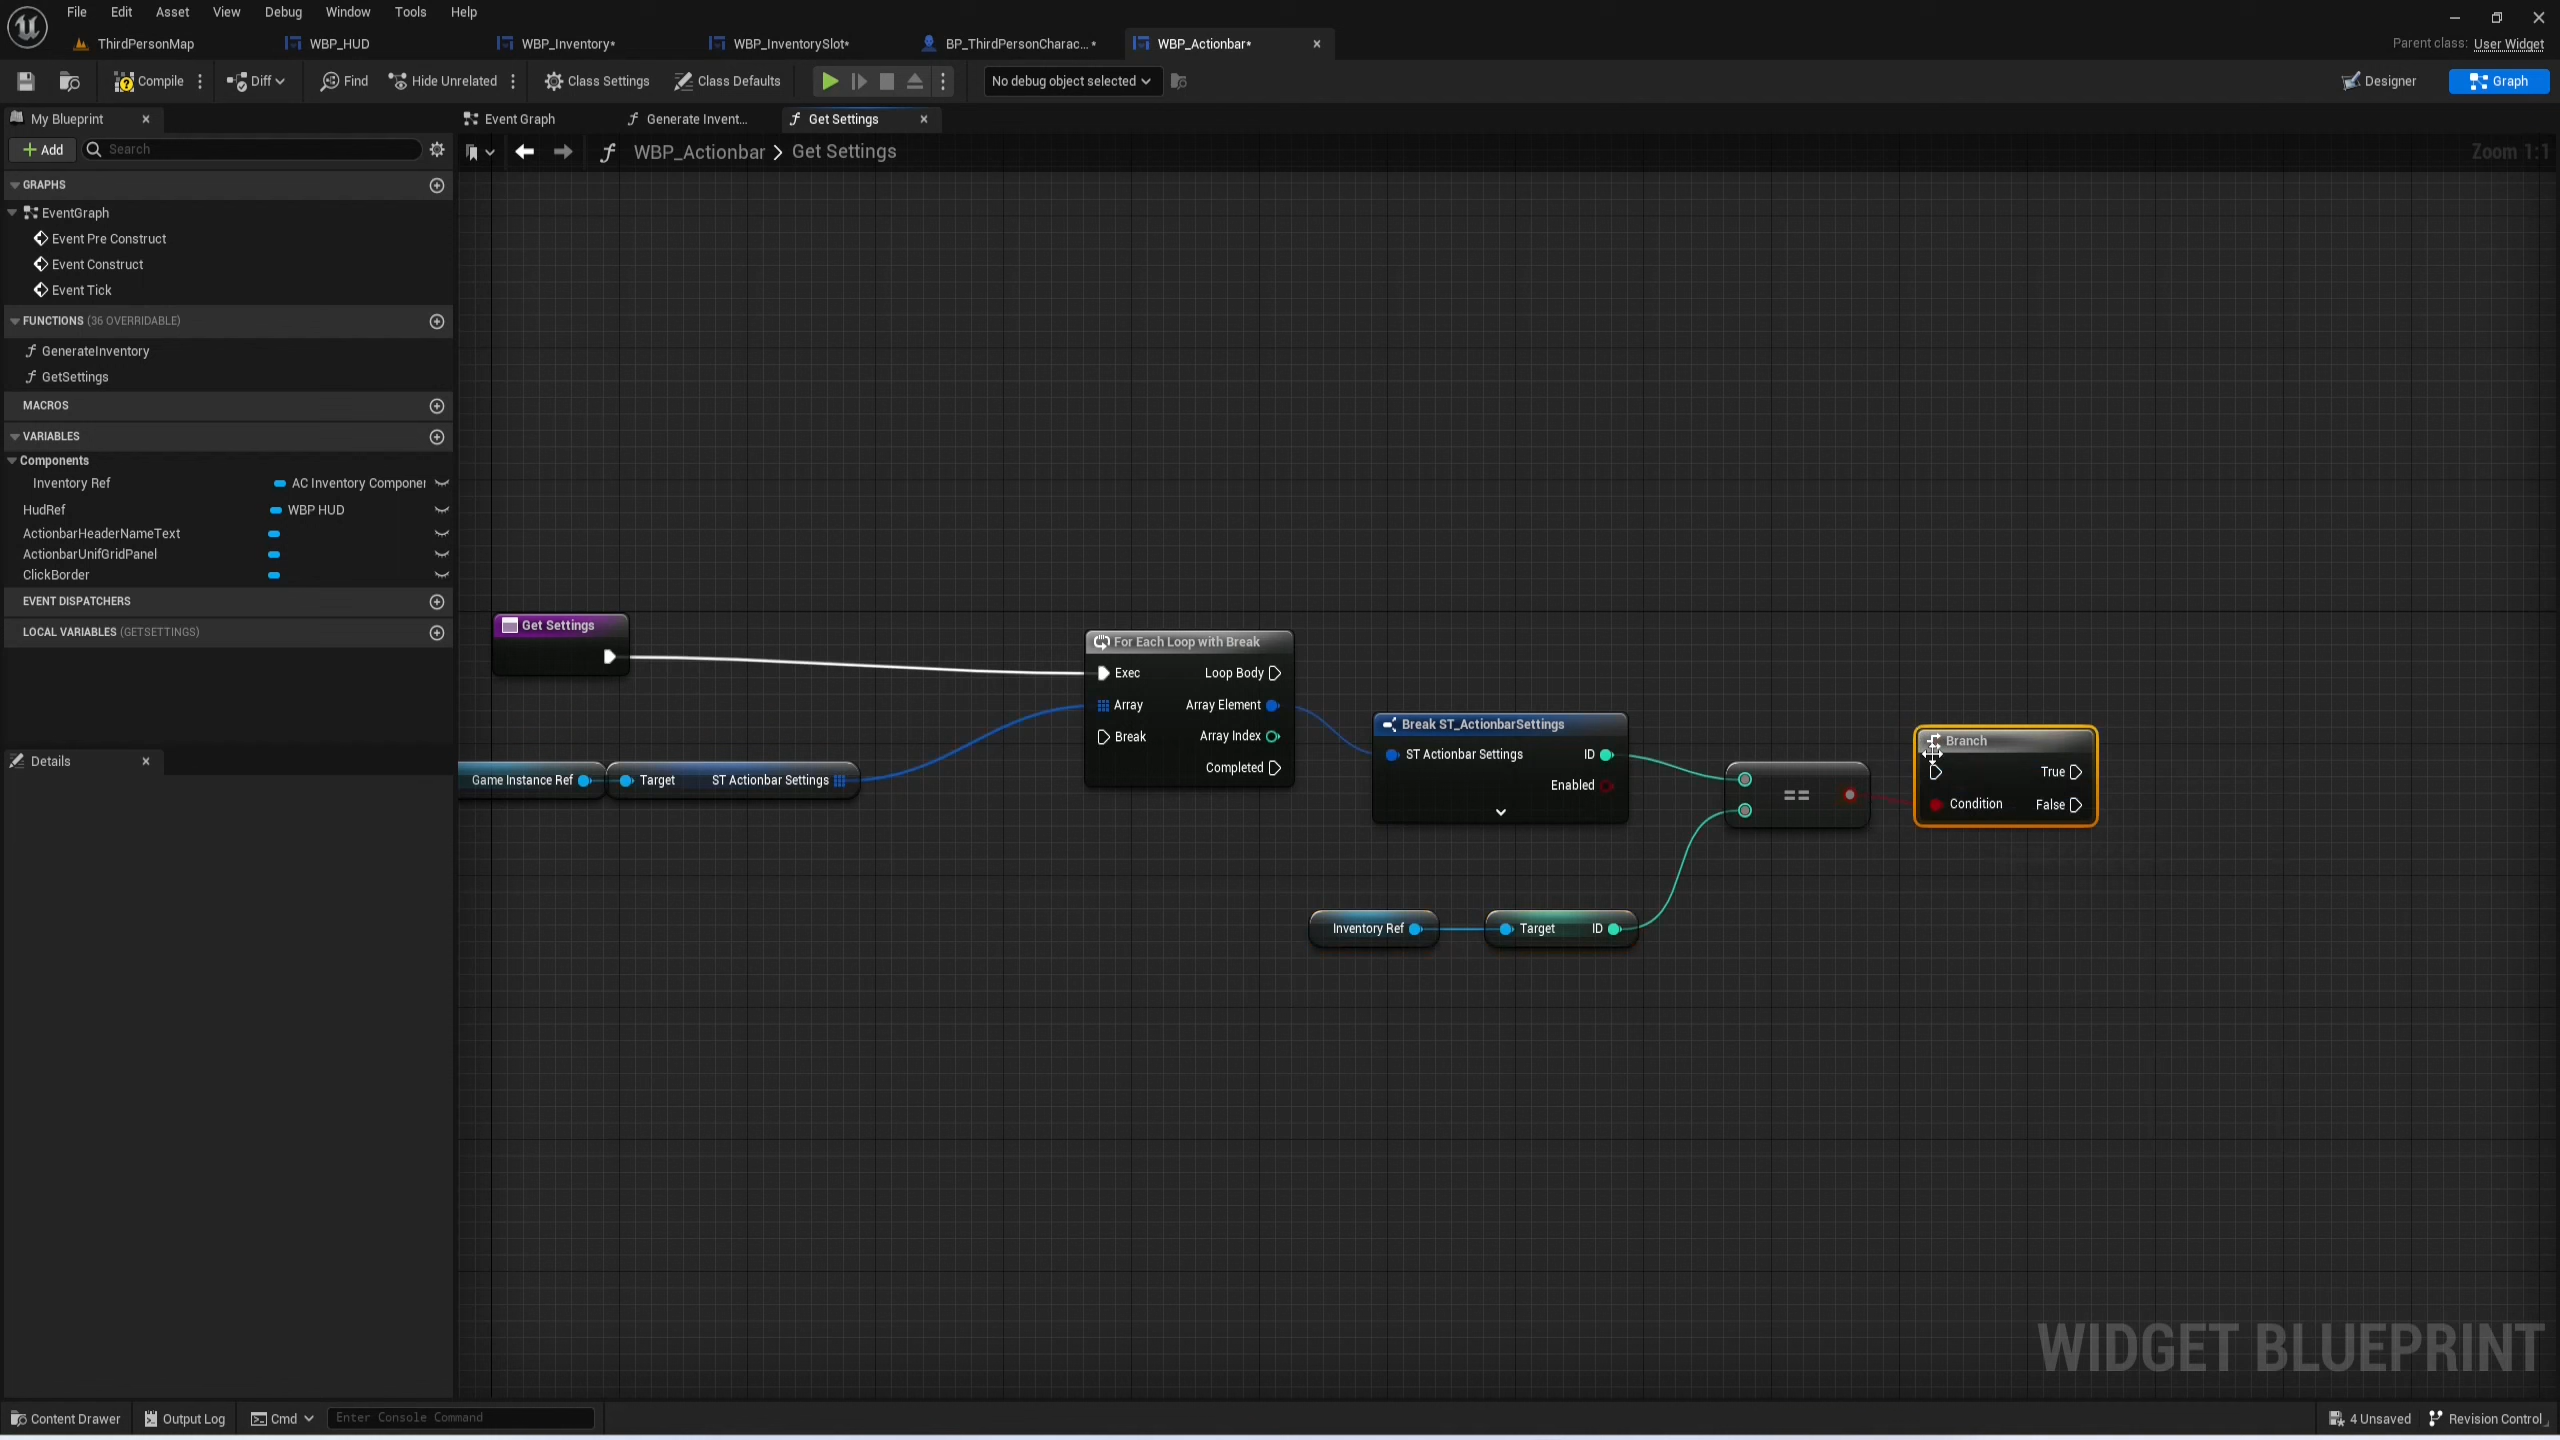 File Edit Asset View Debug Window Tools Help
ThirdPersonMap WBP_HUD WBP_Inventory* WBP_InventorySlot* BP_ThirdPersonCharac...* WBP_Actionbar* Parent class: User Widget
Compile Diff Find Hide Unrelated Class Settings Class Defaults No debug object selected Designer Graph
My Blueprint Event Graph Generate Invent... Get Settings
Add Search WBP_Actionbar > Get Settings Zoom 1:1
GRAPHS
EventGraph
Event Pre Construct
Event Construct
Event Tick
FUNCTIONS (36 OVERRIDABLE)
GenerateInventory
GetSettings
MACROS
VARIABLES
Components
Inventory Ref AC Inventory Componer
HudRef WBP HUD
ActionbarHeaderNameText
ActionbarUnifGridPanel
ClickBorder
EVENT DISPATCHERS
LOCAL VARIABLES (GETSETTINGS)
Details
Get Settings
Game Instance Ref Target ST Actionbar Settings
For Each Loop with Break
Exec Loop Body
Array Array Element
Break Array Index
Completed
Break ST_ActionbarSettings
ST Actionbar Settings ID
Enabled
Inventory Ref Target ID
==
Branch
True
Condition False
WIDGET BLUEPRINT
Content Drawer Output Log Cmd Enter Console Command 4 Unsaved Revision Control